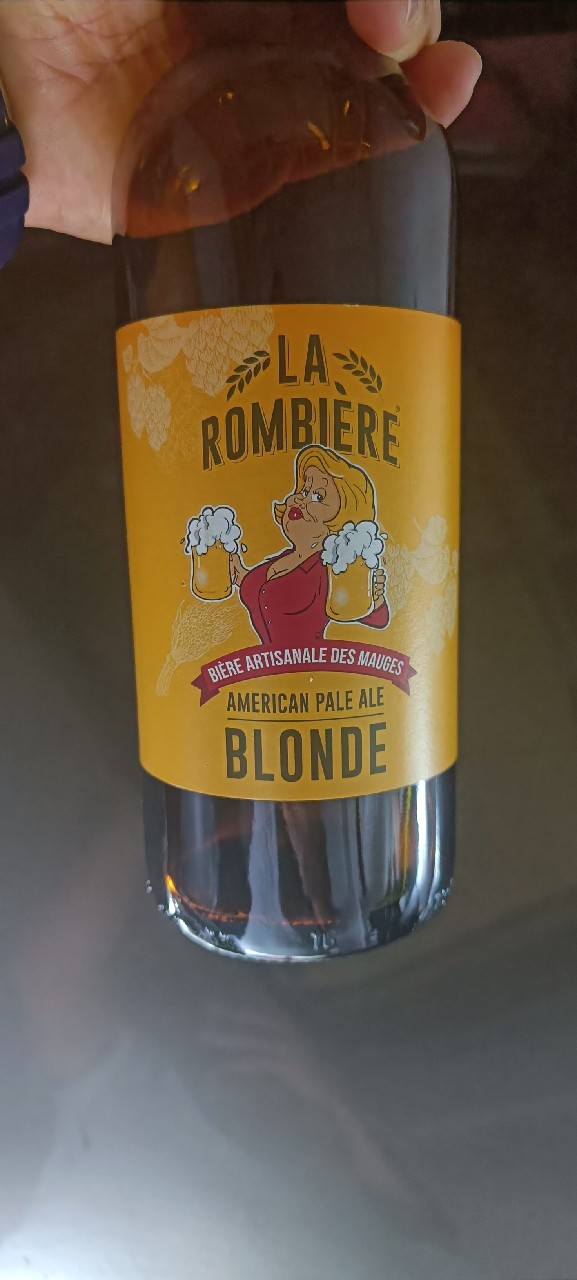 LA
ROMBIÈRE
BIÈRE ARTISANALE DES MAUGES
AMERICAN PALE ALE
BLONDE